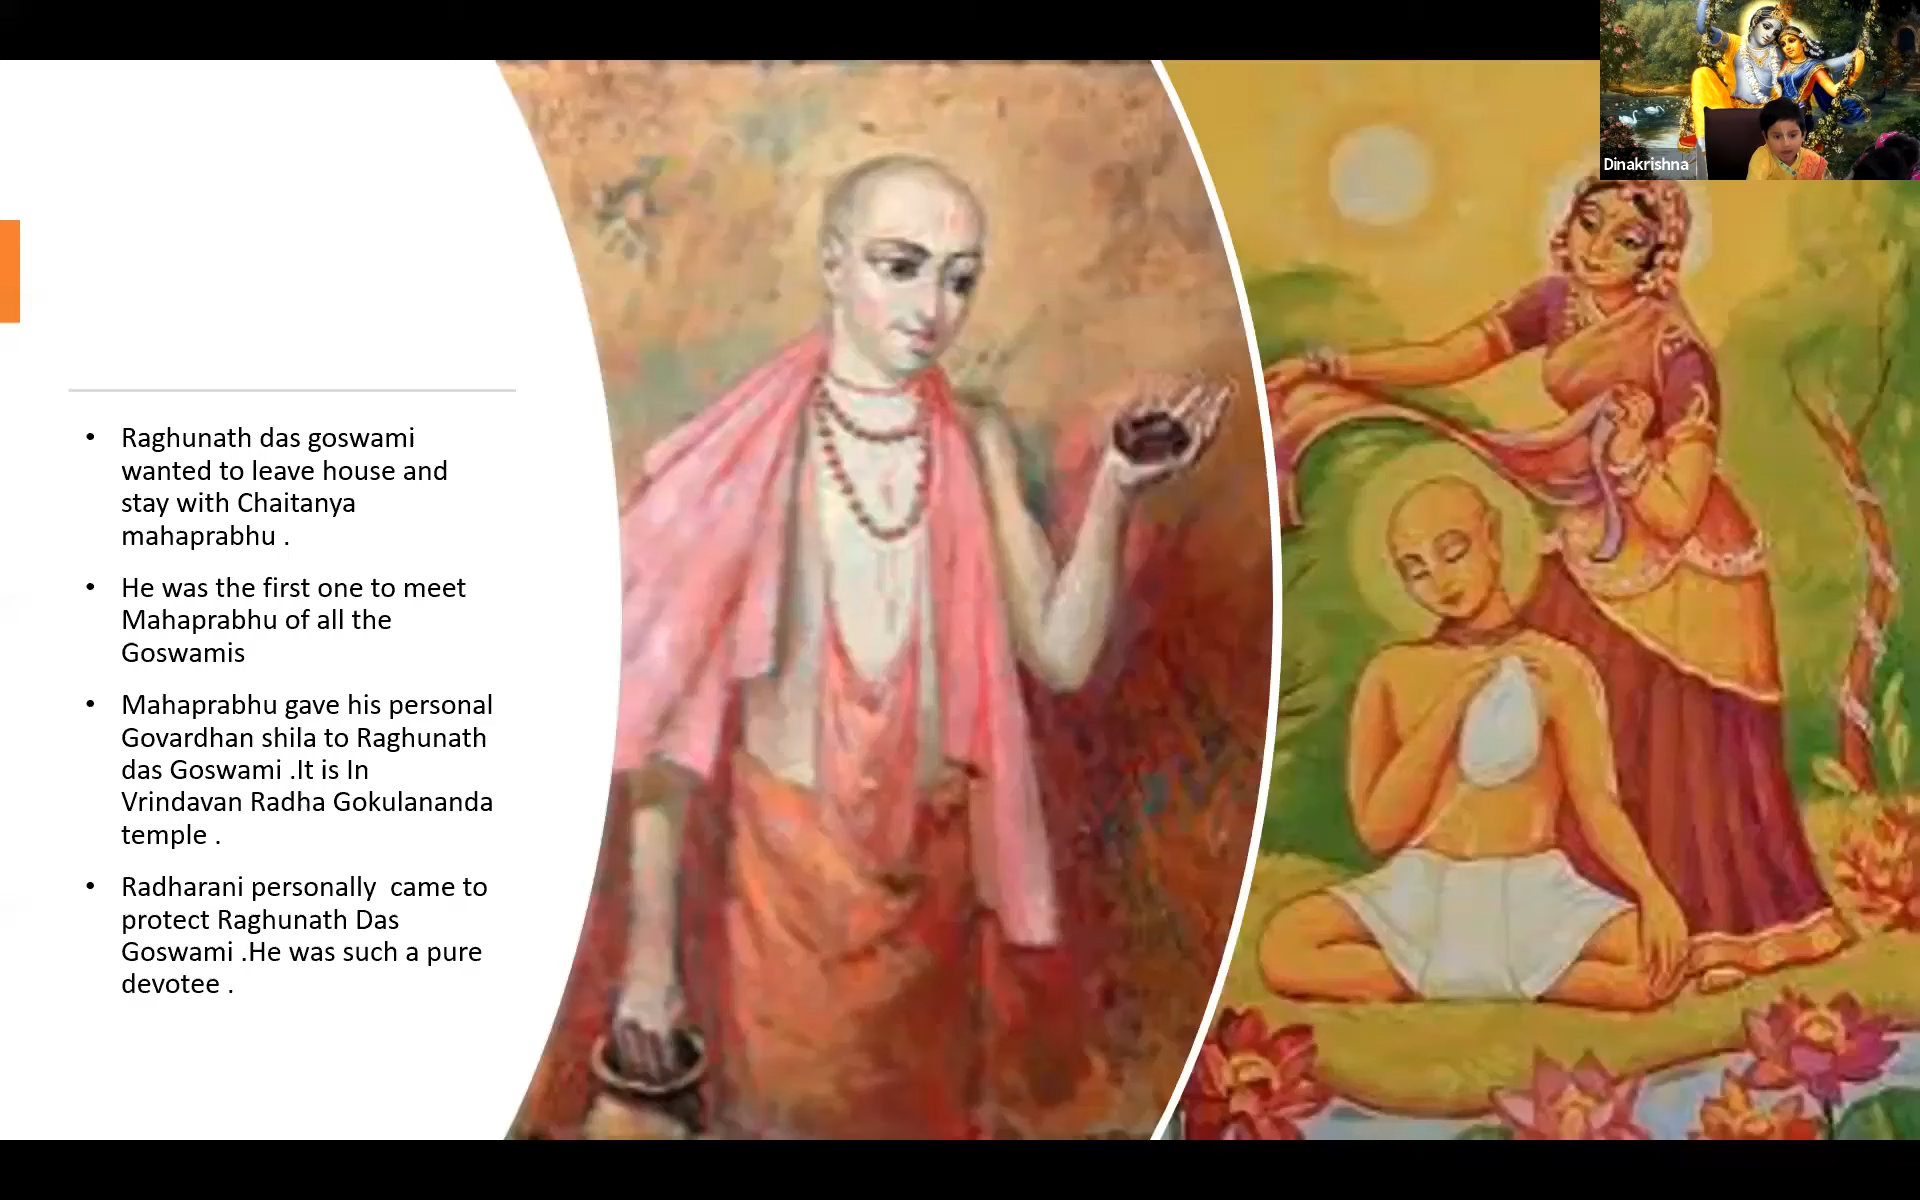 Dinakrishna
• Raghunath das goswami
wanted to leave house and
stay with Chaitanya
mahaprabhu .
• He was the first one to meet
Mahaprabhu of all the
Goswamis
• Mahaprabhu gave his personal
Govardhan shila to Raghunath
das Goswami .It is In
Vrindavan Radha Gokulananda
temple .
• Radharani personally  came to
protect Raghunath Das
Goswami .He was such a pure
devotee .